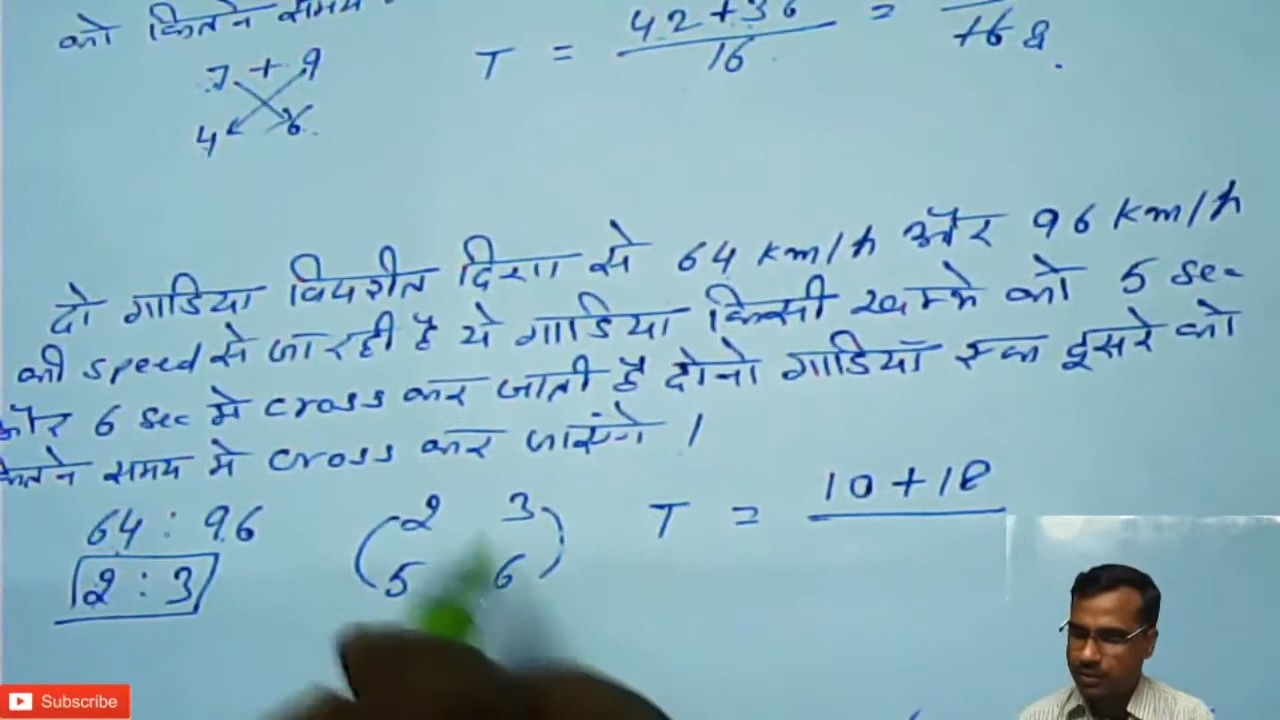 को कितने समय
T = 42+36 / 16 =
168.
7 + 9
4 8.
दो गाडिया विपरीत दिशा से 64 km/h और 96 km/h
की speed से जा रही है ये गाडिया किसी खम्भे को 5 sec
और 6 sec मे cross कर जाती है दोनो गाडियाँ एक दूसरे को
कितने समय मे cross कर जाएंगे ।
64 : 96
2 : 3
( 2 3
5 6 )
T = 10+18
Subscribe